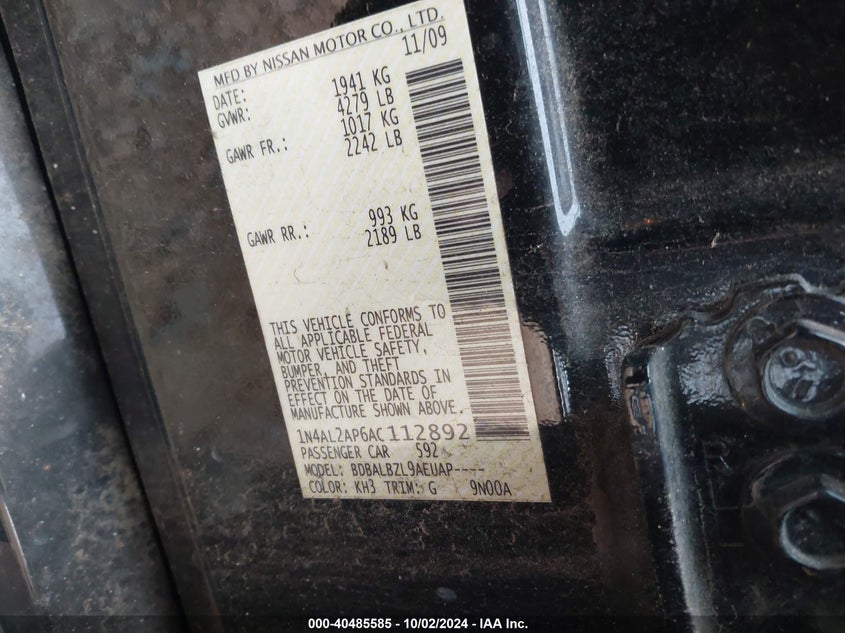 MFD BY NISSAN MOTOR CO., LTD.
DATE: 11/09
GVWR: 1941 KG
4279 LB
GAWR FR.: 1017 KG
2242 LB
GAWR RR.: 993 KG
2189 LB
THIS VEHICLE CONFORMS TO
ALL APPLICABLE FEDERAL
MOTOR VEHICLE SAFETY,
BUMPER, AND THEFT
PREVENTION STANDARDS IN
EFFECT ON THE DATE OF
MANUFACTURE SHOWN ABOVE.
1N4AL2AP6AC112892
PASSENGER CAR 592
MODEL: BDBALBZL9AEUAP----
COLOR: KH3 TRIM: G 9N00A
000-40485585 - 10/02/2024 - IAA Inc.